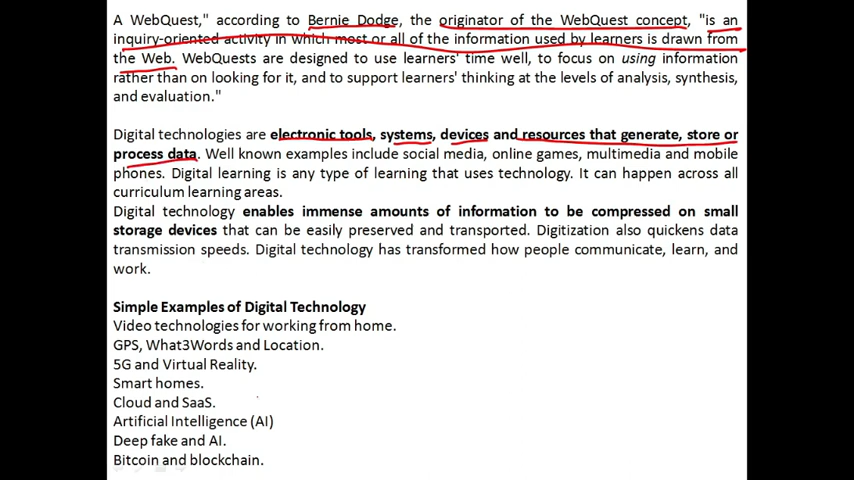 A WebQuest," according to Bernie Dodge, the originator of the WebQuest concept, "is an
inquiry-oriented activity in which most or all of the information used by learners is drawn from
the Web. WebQuests are designed to use learners' time well, to focus on using information
rather than on looking for it, and to support learners' thinking at the levels of analysis, synthesis,
and evaluation."
Digital technologies are electronic tools, systems, devices and resources that generate, store or
process data. Well known examples include social media, online games, multimedia and mobile
phones. Digital learning is any type of learning that uses technology. It can happen across all
curriculum learning areas.
Digital technology enables immense amounts of information to be compressed on small
storage devices that can be easily preserved and transported. Digitization also quickens data
transmission speeds. Digital technology has transformed how people communicate, learn, and
work.
Simple Examples of Digital Technology
Video technologies for working from home.
GPS, What3Words and Location.
5G and Virtual Reality.
Smart homes.
Cloud and SaaS.
Artificial Intelligence (AI)
Deep fake and AI.
Bitcoin and blockchain.